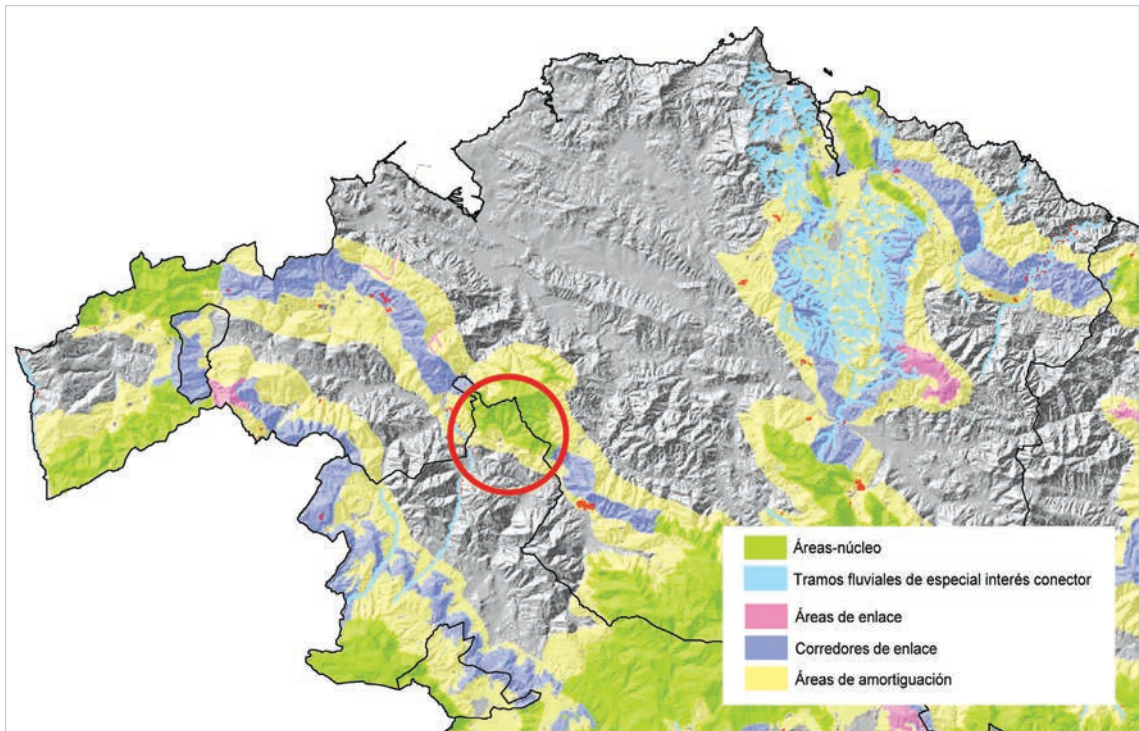 Áreas-núcleo
Tramos fluviales de especial interés conector
Áreas de enlace
Corredores de enlace
Áreas de amortiguación